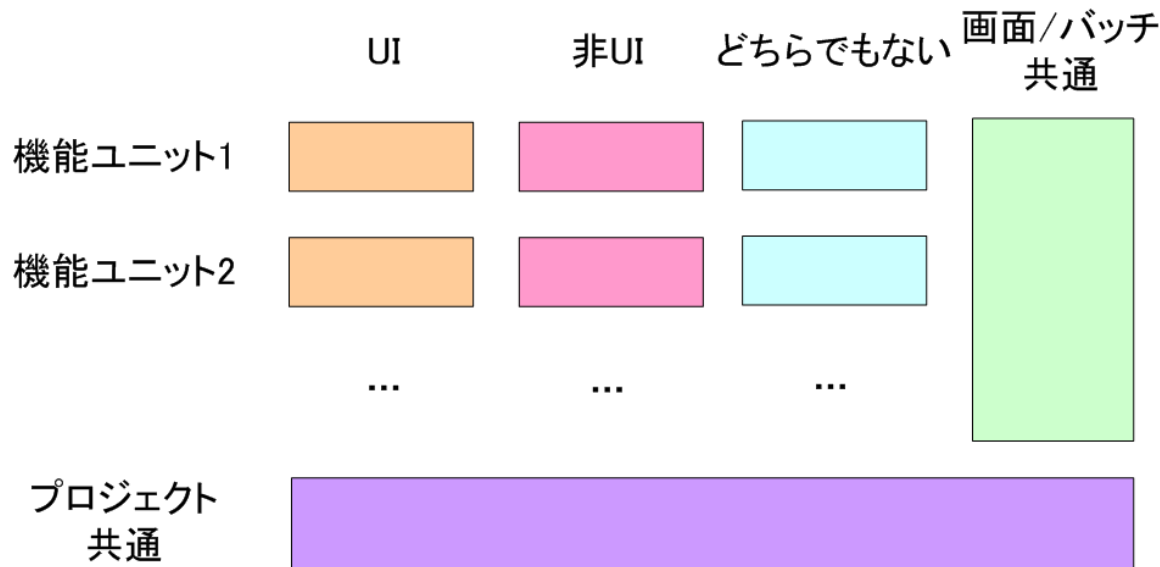 UI
非UI
どちらでもない
画面/バッチ
共通
機能ユニット1
機能ユニット2
... ... ...
プロジェクト
共通